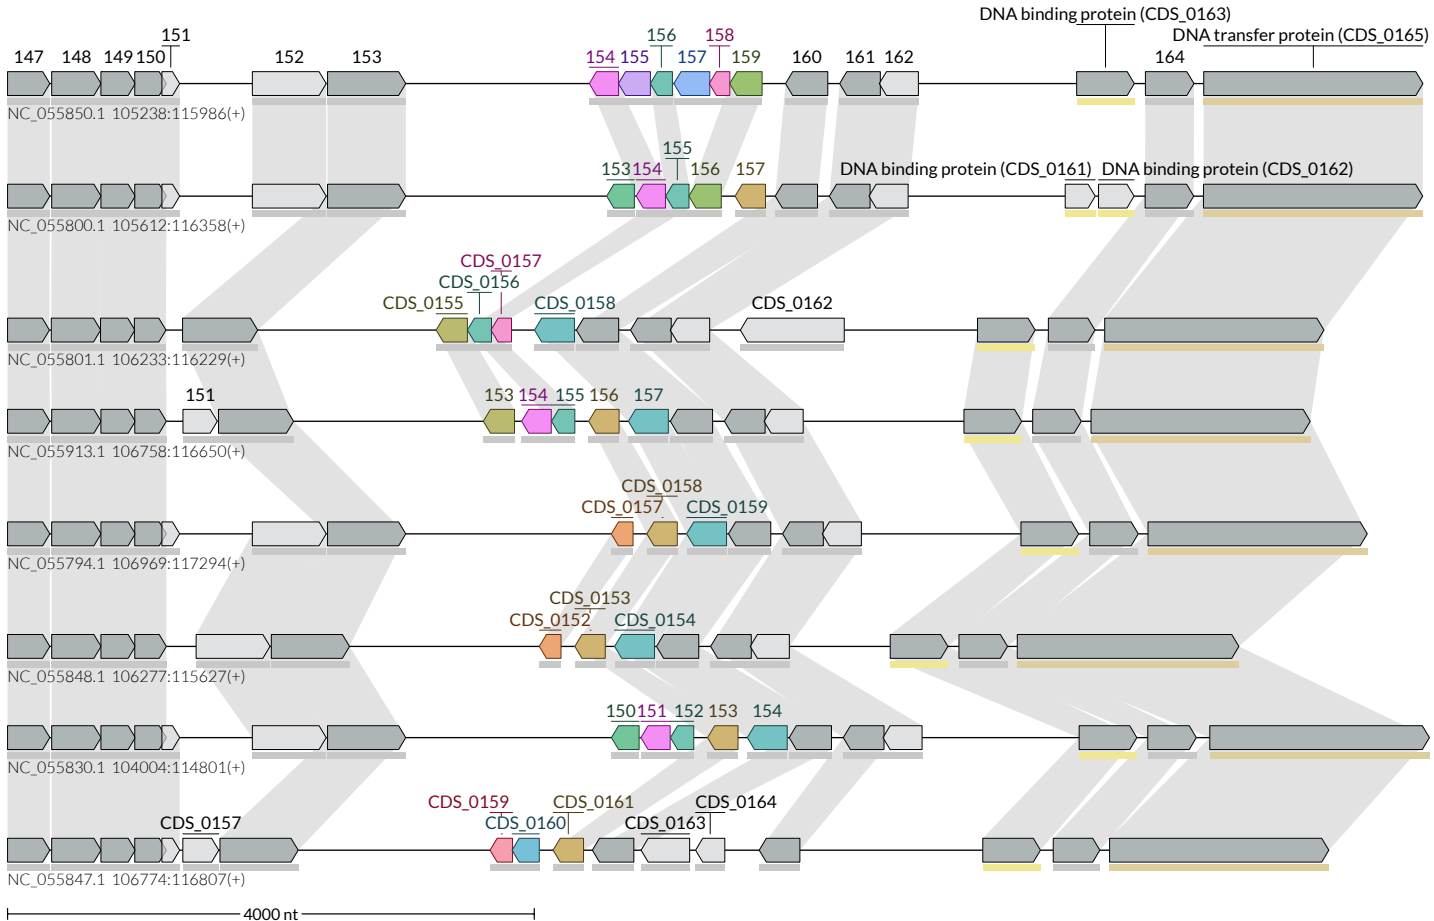 DNA binding protein (CDS_0163)
151 156 158 DNA transfer protein (CDS_0165)
147 148 149 150 152 153 154 155 157 159 160 161 162 164
NC_055850.1 105238:115986(+)
155
153 154 156 157 DNA binding protein (CDS_0161) DNA binding protein (CDS_0162)
NC_055800.1 105612:116358(+)
CDS_0157
CDS_0156
CDS_0155 CDS_0158 CDS_0162
NC_055801.1 106233:116229(+)
151 153 154 155 156 157
NC_055913.1 106758:116650(+)
CDS_0158
CDS_0157 CDS_0159
NC_055794.1 106969:117294(+)
CDS_0153
CDS_0152 CDS_0154
NC_055848.1 106277:115627(+)
150 151 152 153 154
NC_055830.1 104004:114801(+)
CDS_0159 CDS_0161 CDS_0164
CDS_0157 CDS_0160 CDS_0163
NC_055847.1 106774:116807(+)
4000 nt